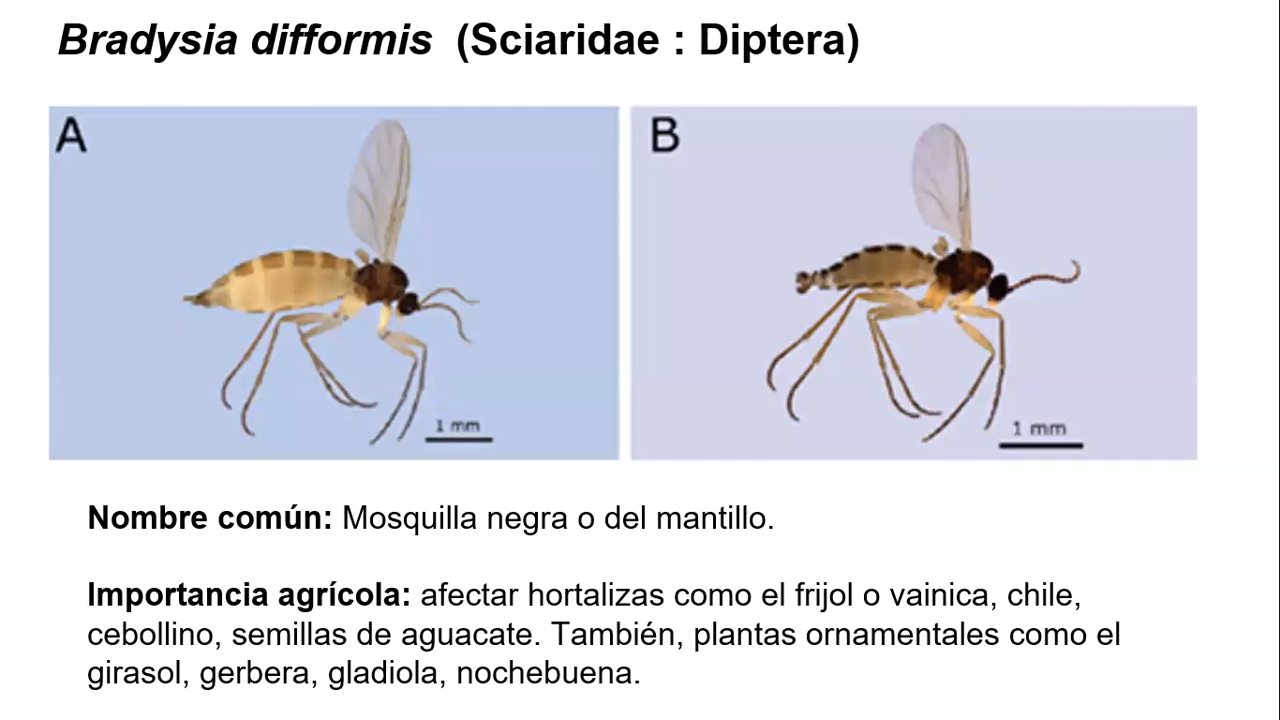 Bradysia difformis (Sciaridae : Diptera)
A
B
1 mm
1 mm
Nombre común: Mosquilla negra o del mantillo.
Importancia agrícola: afectar hortalizas como el frijol o vainica, chile,
cebollino, semillas de aguacate. También, plantas ornamentales como el
girasol, gerbera, gladiola, nochebuena.